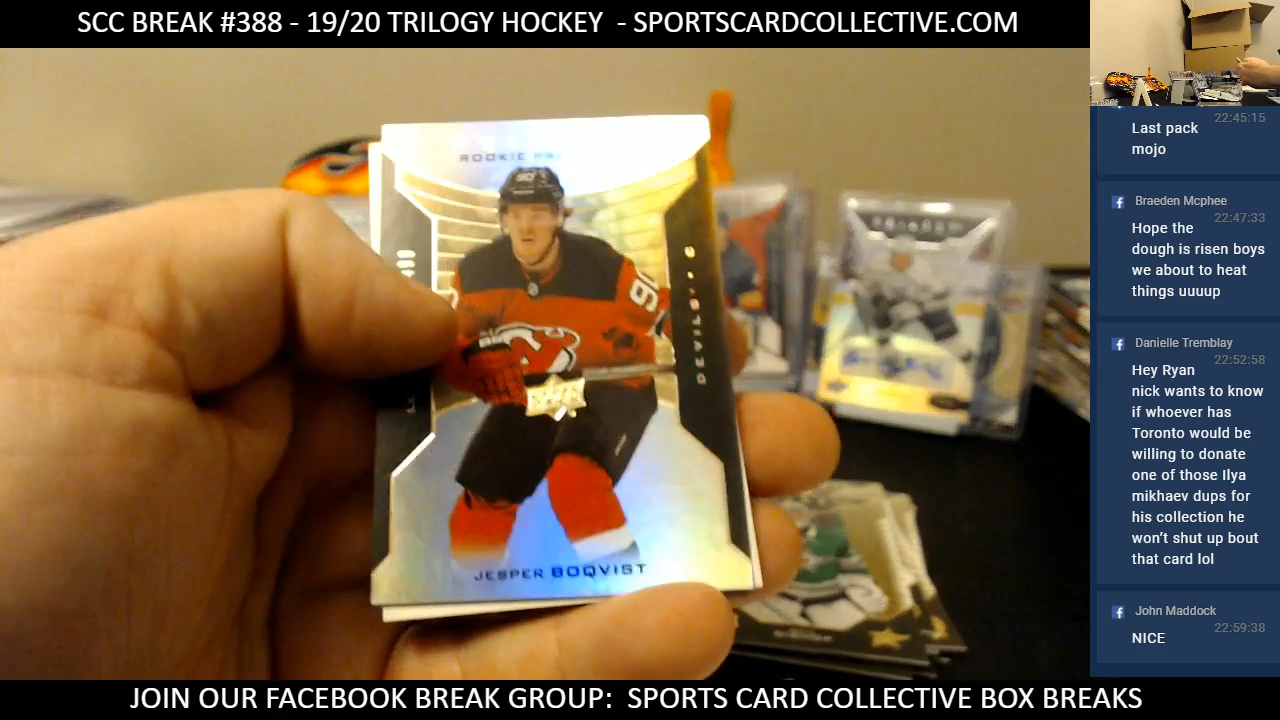 SCC BREAK #388 - 19/20 TRILOGY HOCKEY - SPORTSCARDCOLLECTIVE.COM
ROOKIE
90
DEVILS
JESPER BOQVIST
22:45:15
Last pack
mojo
Braeden Mcphee
22:47:33
Hope the
dough is risen boys
we about to heat
things uuuup
Danielle Tremblay
22:52:58
Hey Ryan
nick wants to know
if whoever has
Toronto would be
willing to donate
one of those Ilya
mikhaev dups for
his collection he
won't shut up bout
that card lol
John Maddock
22:59:38
NICE
JOIN OUR FACEBOOK BREAK GROUP: SPORTS CARD COLLECTIVE BOX BREAKS